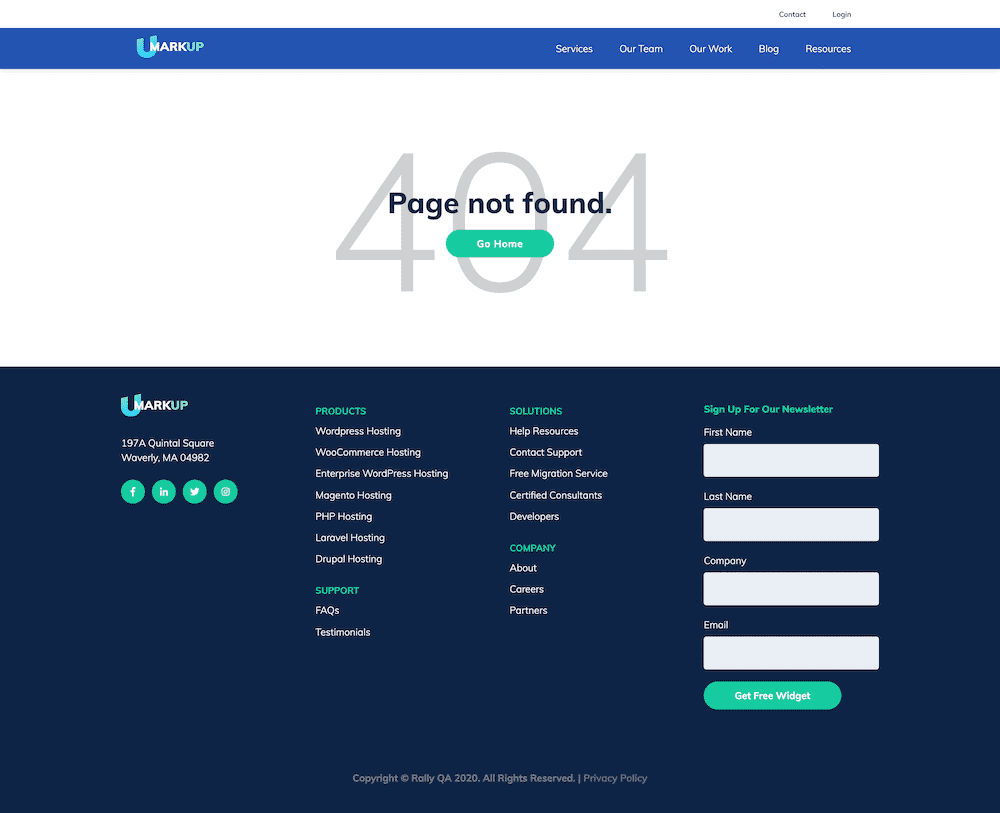 Contact Login
UMARKUP
Services Our Team Our Work Blog Resources
404
Page not found.
Go Home
UMARKUP
197A Quintal Square
Waverly, MA 04982
PRODUCTS
Wordpress Hosting
WooCommerce Hosting
Enterprise WordPress Hosting
Magento Hosting
PHP Hosting
Laravel Hosting
Drupal Hosting
SUPPORT
FAQs
Testimonials
SOLUTIONS
Help Resources
Contact Support
Free Migration Service
Certified Consultants
Developers
COMPANY
About
Careers
Partners
Sign Up For Our Newsletter
First Name
Last Name
Company
Email
Get Free Widget
Copyright © Rally QA 2020. All Rights Reserved. | Privacy Policy